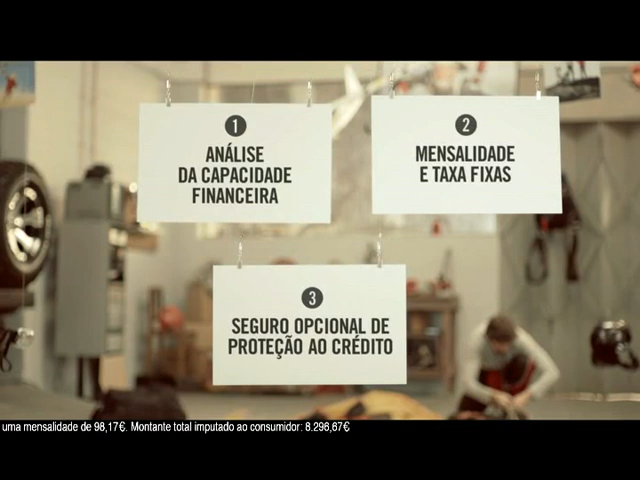 1
ANÁLISE
DA CAPACIDADE
FINANCEIRA
2
MENSALIDADE
E TAXA FIXAS
3
SEGURO OPCIONAL DE
PROTEÇÃO AO CRÉDITO
uma mensalidade de 98,17€. Montante total imputado ao consumidor: 8.296,67€